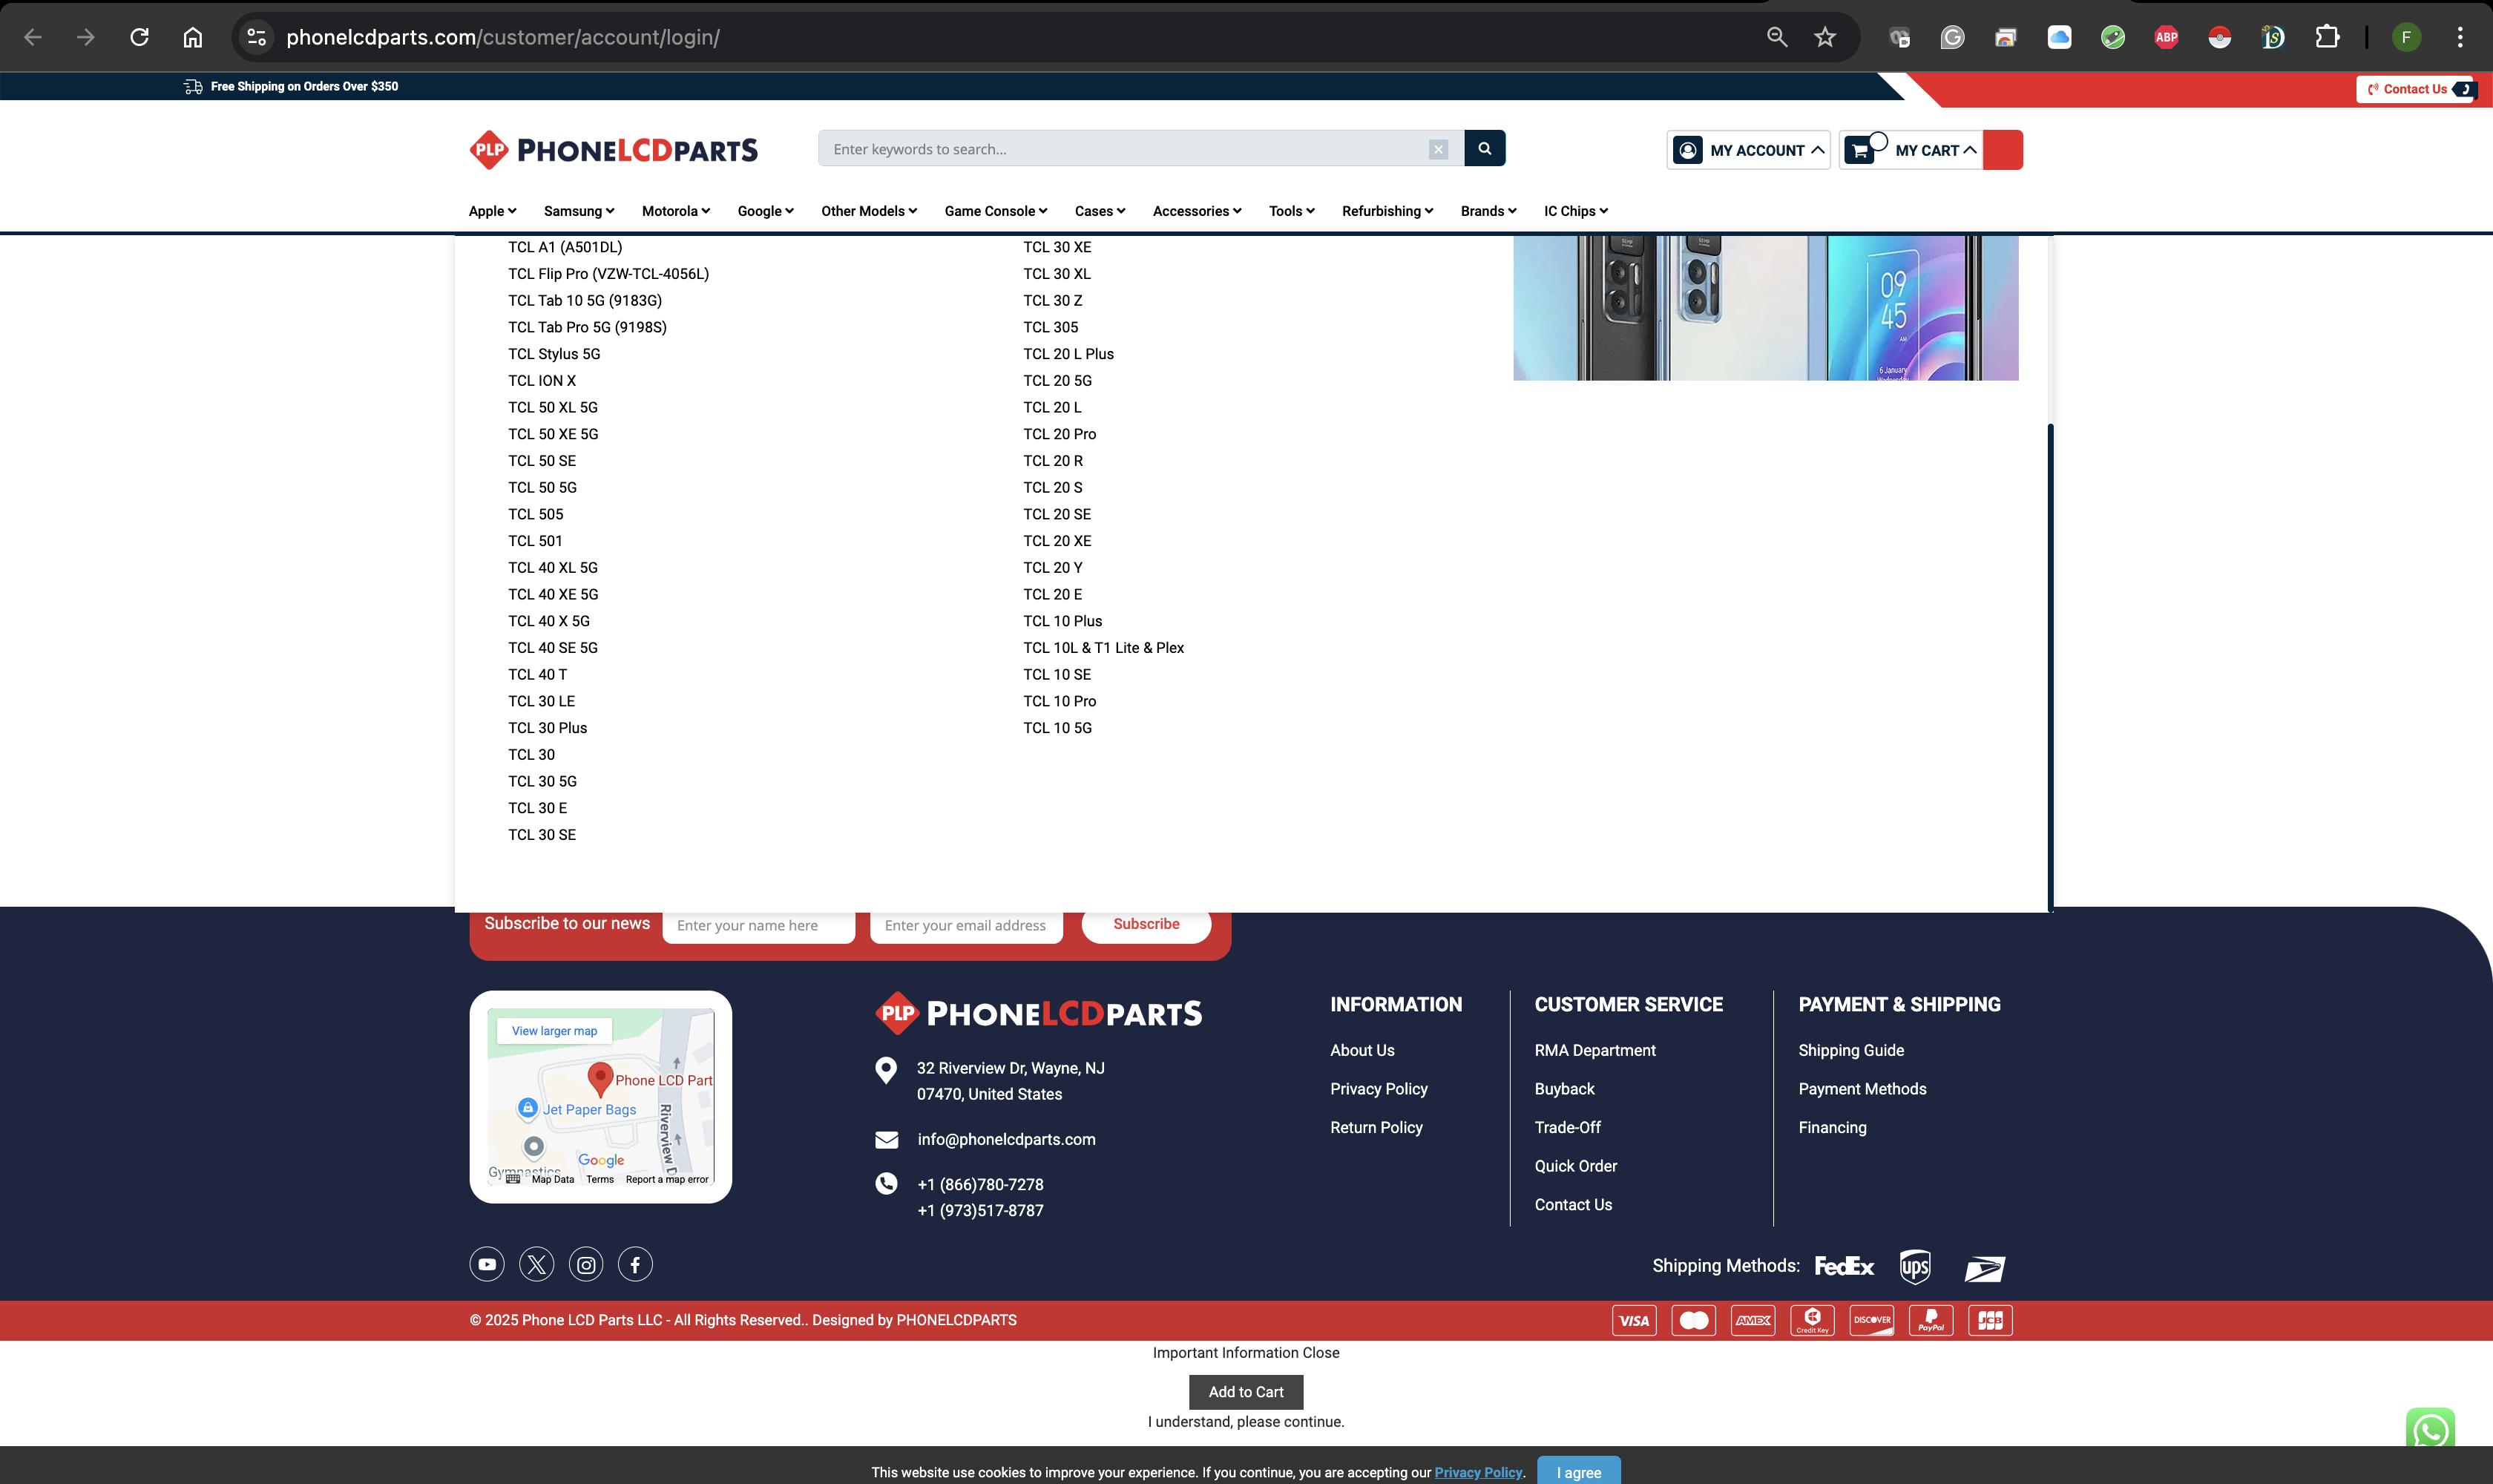 phonelcdparts.com/customer/account/login/
ABP
F
Free Shipping on Orders Over $350
Contact Us
PLP PHONELCDPARTS
Enter keywords to search...
MY ACCOUNT
MY CART
Apple
Samsung
Motorola
Google
Other Models
Game Console
Cases
Accessories
Tools
Refurbishing
Brands
IC Chips
TCL A1 (A501DL)
TCL Flip Pro (VZW-TCL-4056L)
TCL Tab 10 5G (9183G)
TCL Tab Pro 5G (9198S)
TCL Stylus 5G
TCL ION X
TCL 50 XL 5G
TCL 50 XE 5G
TCL 50 SE
TCL 50 5G
TCL 505
TCL 501
TCL 40 XL 5G
TCL 40 XE 5G
TCL 40 X 5G
TCL 40 SE 5G
TCL 40 T
TCL 30 LE
TCL 30 Plus
TCL 30
TCL 30 5G
TCL 30 E
TCL 30 SE
TCL 30 XE
TCL 30 XL
TCL 30 Z
TCL 305
TCL 20 L Plus
TCL 20 5G
TCL 20 L
TCL 20 Pro
TCL 20 R
TCL 20 S
TCL 20 SE
TCL 20 XE
TCL 20 Y
TCL 20 E
TCL 10 Plus
TCL 10L & T1 Lite & Plex
TCL 10 SE
TCL 10 Pro
TCL 10 5G
09
45
AM
6 January
Subscribe to our news
Enter your name here
Enter your email address
Subscribe
View larger map
Phone LCD Part
Jet Paper Bags
Riverview D
Gymnastics
Google
Map Data
Terms
Report a map error
PLP PHONELCDPARTS
32 Riverview Dr, Wayne, NJ
07470, United States
info@phonelcdparts.com
+1 (866)780-7278
+1 (973)517-8787
INFORMATION
About Us
Privacy Policy
Return Policy
CUSTOMER SERVICE
RMA Department
Buyback
Trade-Off
Quick Order
Contact Us
PAYMENT & SHIPPING
Shipping Guide
Payment Methods
Financing
Shipping Methods:
FedEx
ups
© 2025 Phone LCD Parts LLC - All Rights Reserved.. Designed by PHONELCDPARTS
VISA
AMEX
Credit Key
DISCOVER
PayPal
JCB
Important Information Close
Add to Cart
I understand, please continue.
This website use cookies to improve your experience. If you continue, you are accepting our Privacy Policy.
I agree